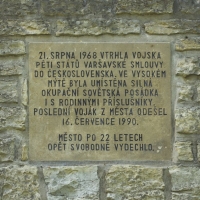 21. SRPNA 1968 VTRHLA VOJSKA
PĚTI STÁTŮ VARŠAVSKÉ SMLOUVY
DO ČESKOSLOVENSKA. VE VYSOKÉM
MÝTĚ BYLA UMÍSTĚNA SILNÁ
OKUPAČNÍ SOVĚTSKÁ POSÁDKA
I S RODINNÝMI PŘÍSLUŠNÍKY.
POSLEDNÍ VOJÁK Z MĚSTA ODEŠEL
16. ČERVENCE 1990.
MĚSTO PO 22 LETECH
OPĚT SVOBODNĚ VYDECHLO.